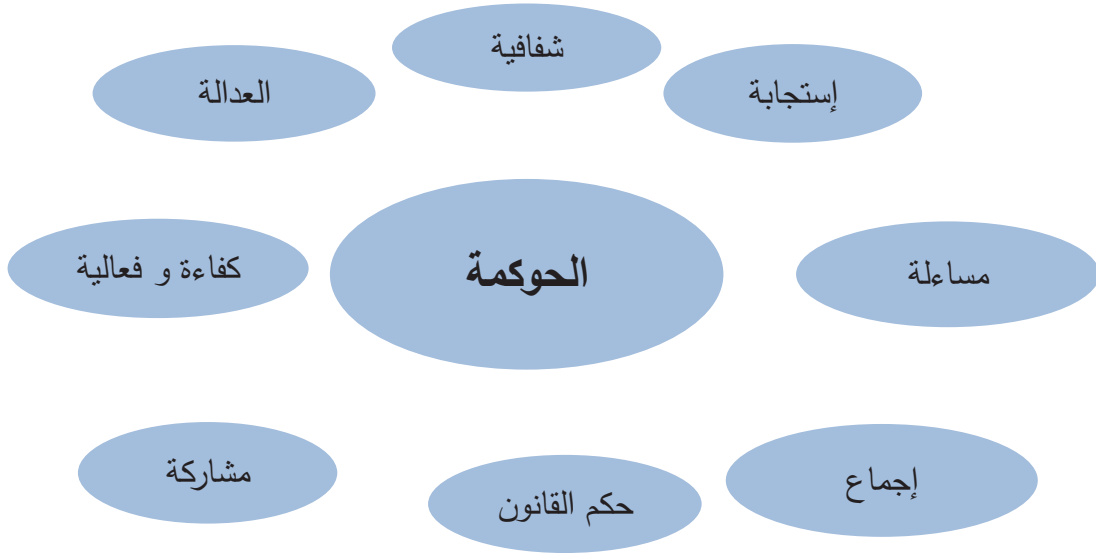 شفافية
إستجابة
العدالة
الحوكمة
مساءلة
كفاءة و فعالية
إجماع
حكم القانون
مشاركة